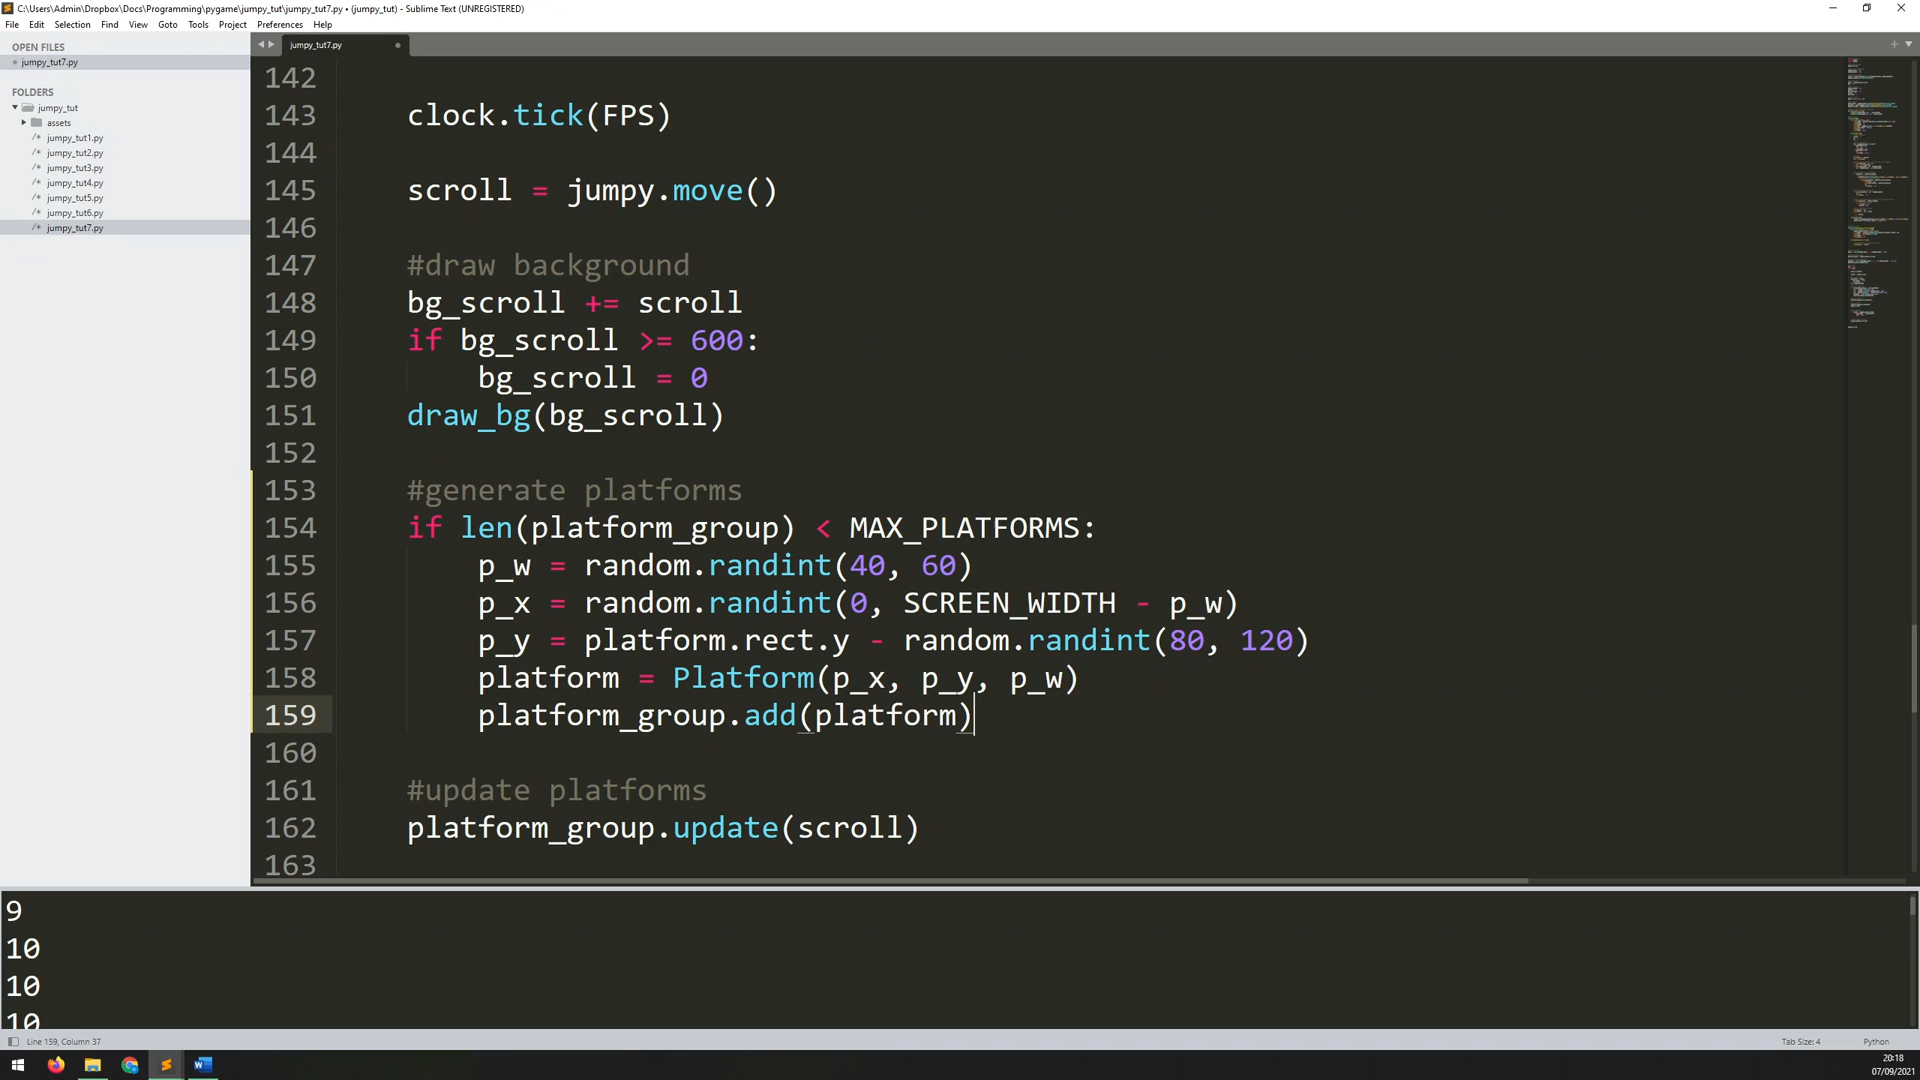 C:\Users\Admin\Dropbox\Docs\Programming\pygame\jumpy_tut\jumpy_tut7.py • (jumpy_tut) - Sublime Text (UNREGISTERED)
File Edit Selection Find View Goto Tools Project Preferences Help
OPEN FILES
jumpy_tut7.py
FOLDERS
jumpy_tut
assets
/* jumpy_tut1.py
/* jumpy_tut2.py
/* jumpy_tut3.py
/* jumpy_tut4.py
/* jumpy_tut5.py
/* jumpy_tut6.py
/* jumpy_tut7.py
jumpy_tut7.py
142
143 clock.tick(FPS)
144
145 scroll = jumpy.move()
146
147 #draw background
148 bg_scroll += scroll
149 if bg_scroll >= 600:
150 bg_scroll = 0
151 draw_bg(bg_scroll)
152
153 #generate platforms
154 if len(platform_group) < MAX_PLATFORMS:
155 p_w = random.randint(40, 60)
156 p_x = random.randint(0, SCREEN_WIDTH - p_w)
157 p_y = platform.rect.y - random.randint(80, 120)
158 platform = Platform(p_x, p_y, p_w)
159 platform_group.add(platform)
160
161 #update platforms
162 platform_group.update(scroll)
163
9
10
10
10
Line 159, Column 37
Tab Size: 4
Python
20:18
07/09/2021